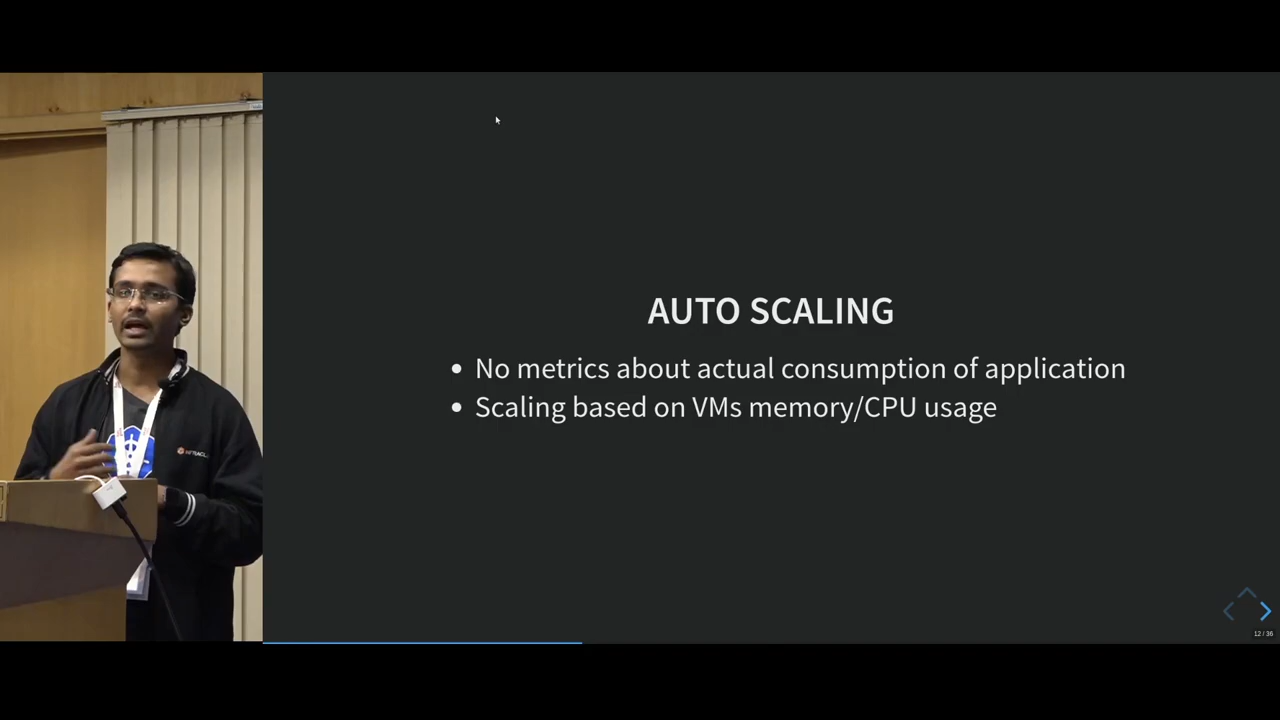 AUTO SCALING
No metrics about actual consumption of application
Scaling based on VMs memory/CPU usage
12 / 36